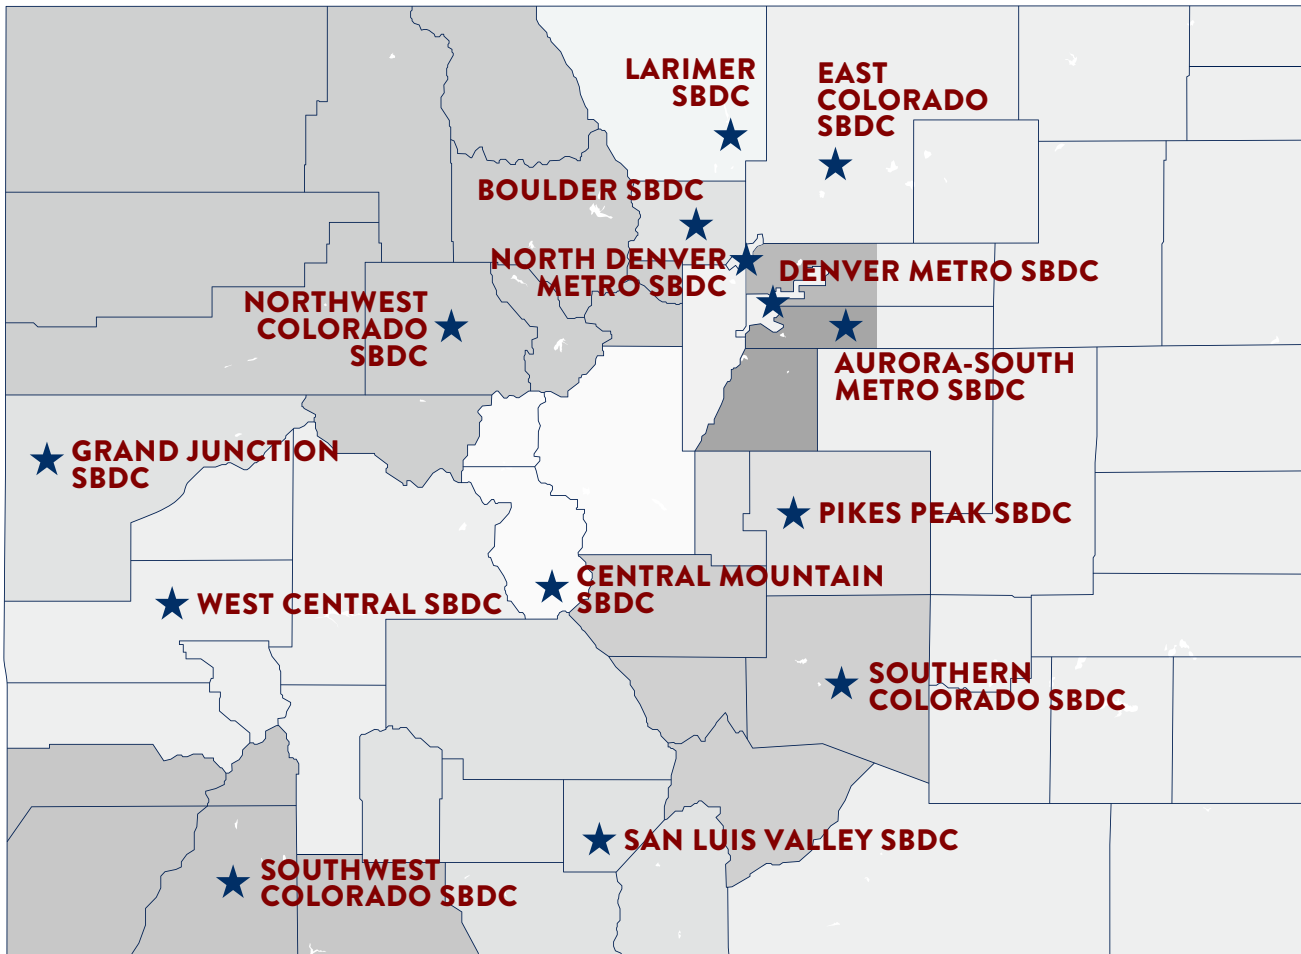 LARIMER
SBDC
EAST
COLORADO
SBDC
BOULDER SBDC
NORTH DENVER
METRO SBDC
DENVER METRO SBDC
NORTHWEST
COLORADO
SBDC
AURORA-SOUTH
METRO SBDC
GRAND JUNCTION
SBDC
PIKES PEAK SBDC
CENTRAL MOUNTAIN
SBDC
WEST CENTRAL SBDC
SOUTHERN
COLORADO SBDC
SAN LUIS VALLEY SBDC
SOUTHWEST
COLORADO SBDC